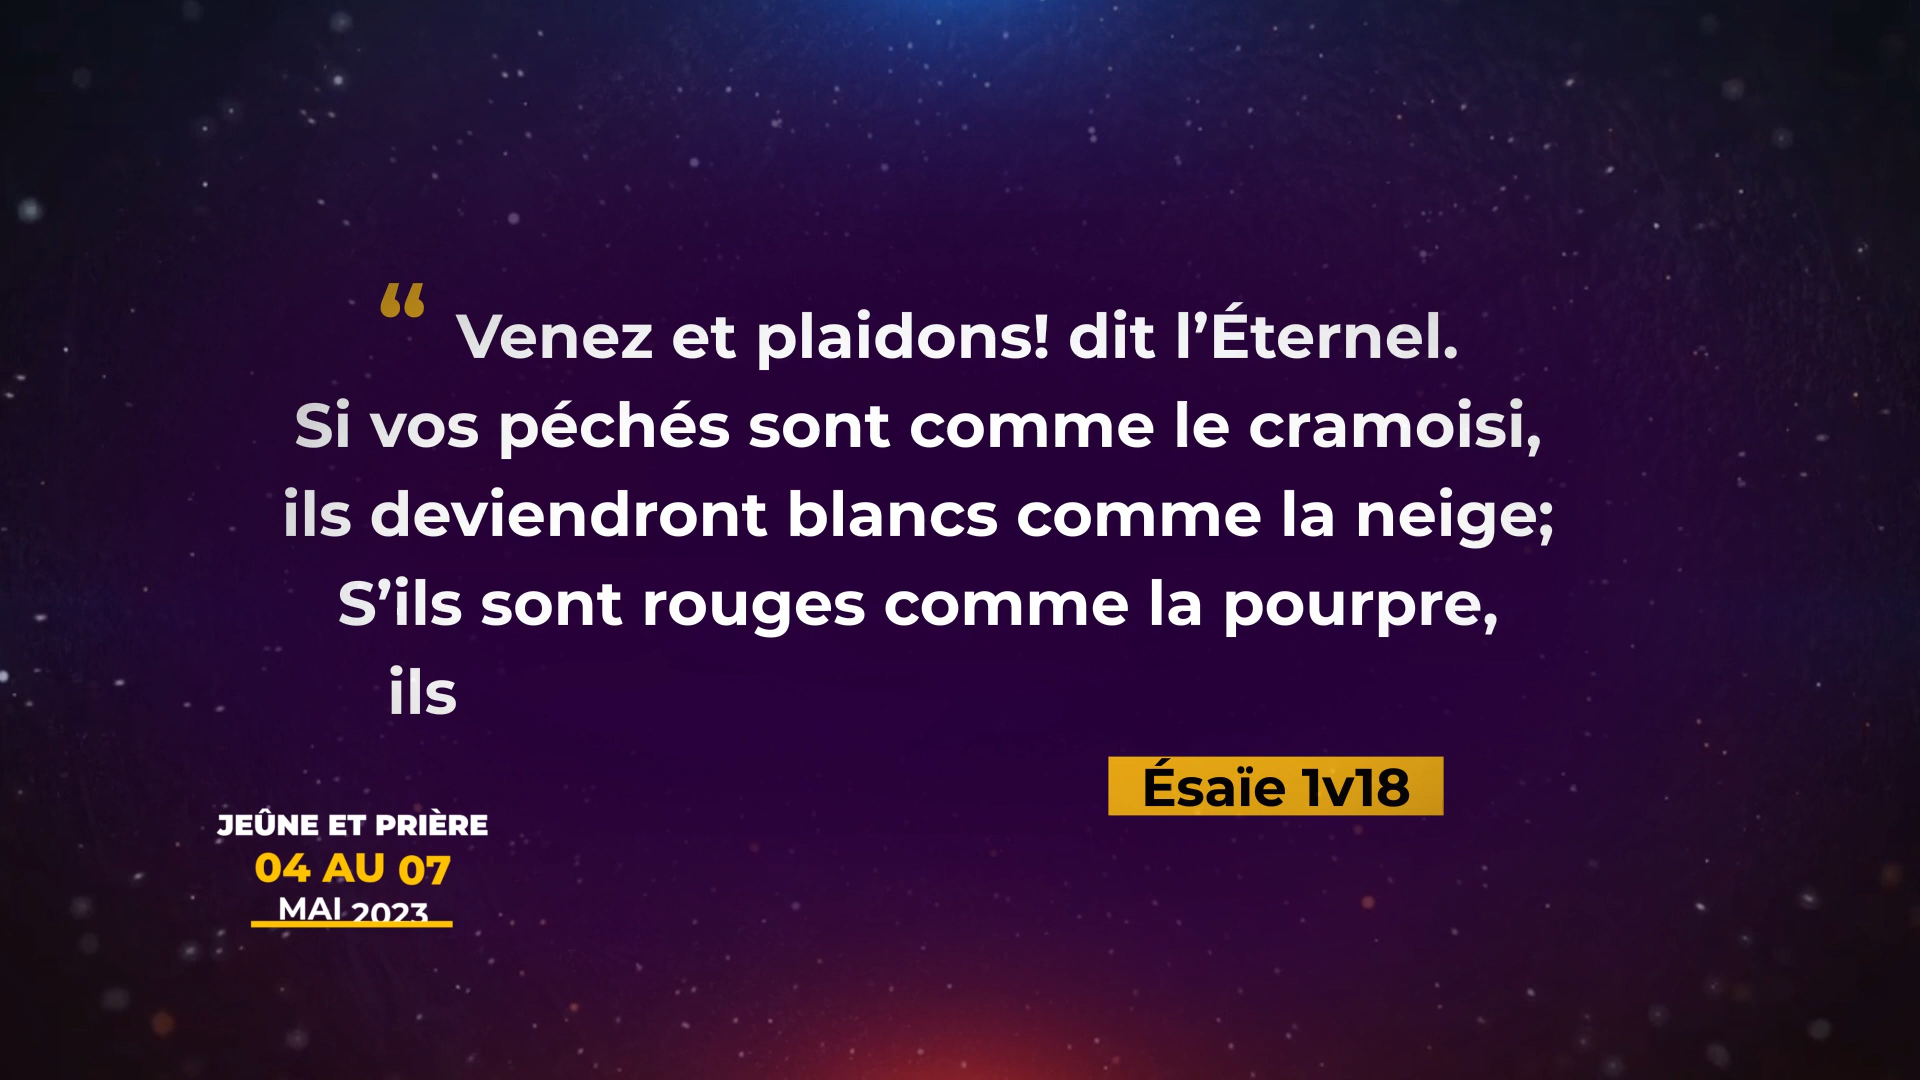 “ Venez et plaidons! dit l’Éternel.
Si vos péchés sont comme le cramoisi,
ils deviendront blancs comme la neige;
S’ils sont rouges comme la pourpre,
ils
Ésaïe 1v18
JEÛNE ET PRIÈRE
04 AU 07
MAI 2023